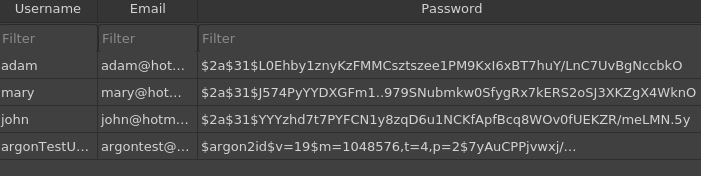 Username Email Password
Filter Filter Filter
adam adam@hot... $2a$31$L0Ehby1znyKzFMMCsztszee1PM9KxI6xBT7huY/LnC7UvBgNccbkO
mary mary@hot... $2a$31$J574PyYYDXGFm1..979SNubmkw0SfygRx7kERS2oSJ3XKZgX4WknO
john john@hotm... $2a$31$YYYzhd7t7PYFCN1y8zqD6u1NCKfApfBcq8WOv0fUEKZR/meLMN.5y
argonTestU... argontest@... $argon2id$v=19$m=1048576,t=4,p=2$7yAuCPPjvwxj/...